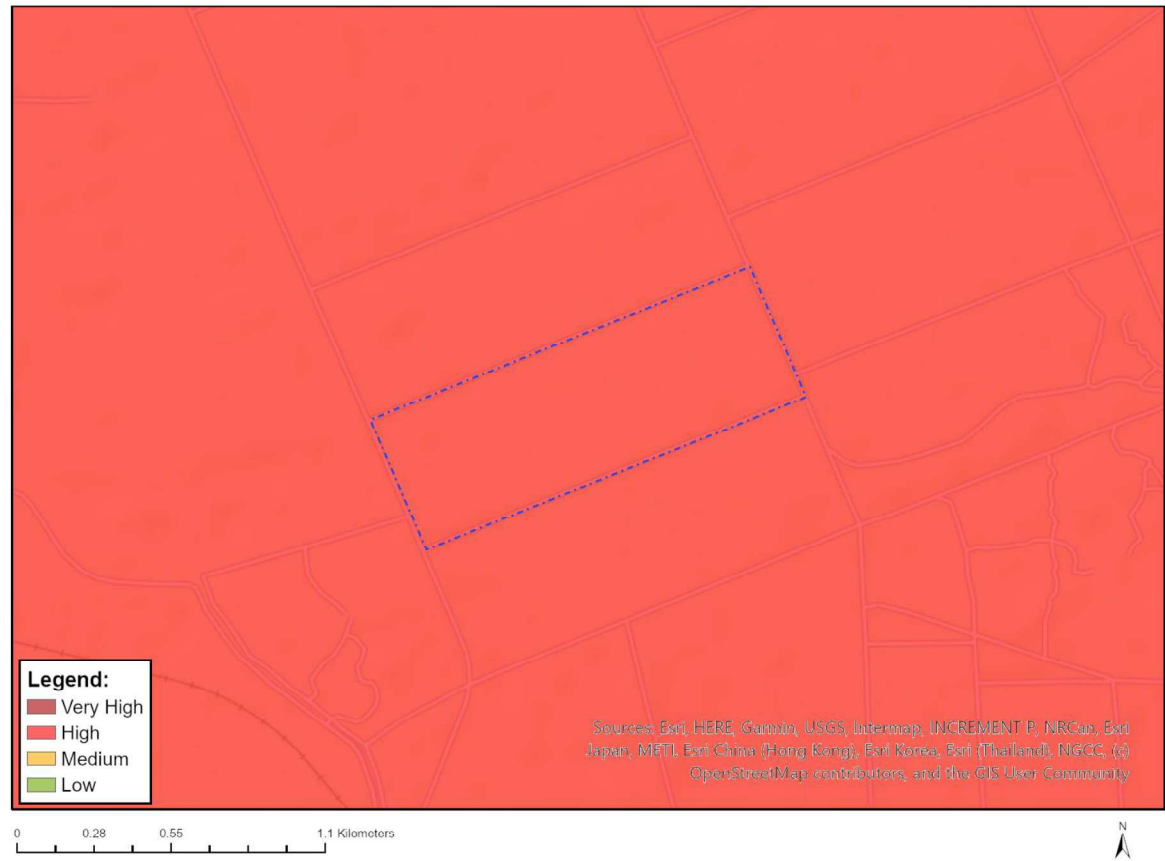 Legend:
Very High
High
Medium
Low
Sources: Esri, HERE, Garmin, USGS, Intermap, INCREMENT P, NRCan, Esri
Japan, METI, Esri China (Hong Kong), Esri Korea, Esri (Thailand), NGCC, (c)
OpenStreetMap contributors, and the GIS User Community
0 0.28 0.55 1.1 Kilometers
N